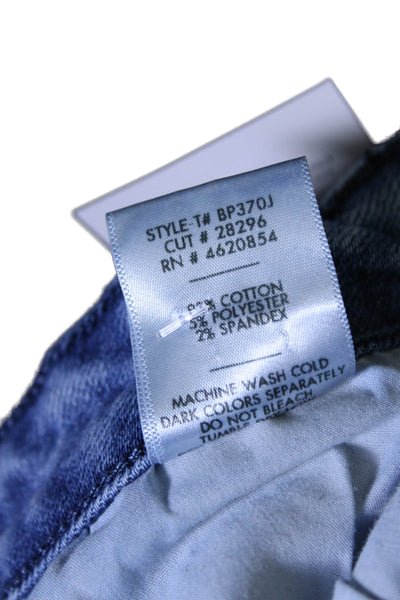 STYLE T# BP370J
CUT # 28296
RN # 4620854
% COTTON
5% POLYESTER
2% SPANDEX
MACHINE WASH COLD
DARK COLORS SEPARATELY
DO NOT BLEACH
TUMBLE